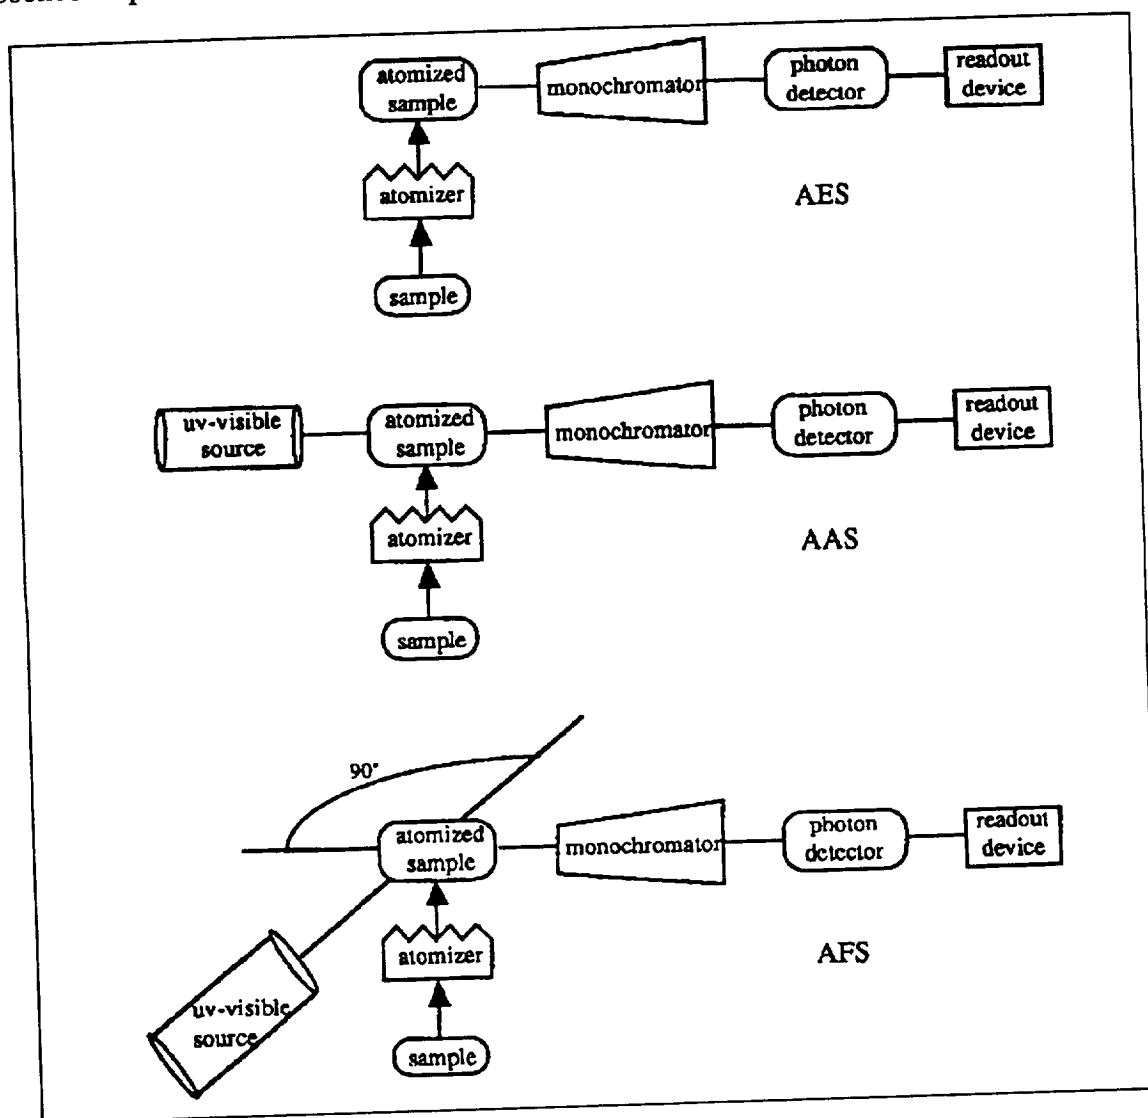 atomized
sample
monochromator
photon
detector
readout
device
atomizer
AES
sample
uv-visible
source
atomized
sample
monochromator
photon
detector
readout
device
atomizer
AAS
sample
90°
atomized
sample
monochromator
photon
detector
readout
device
atomizer
AFS
uv-visible
source
sample